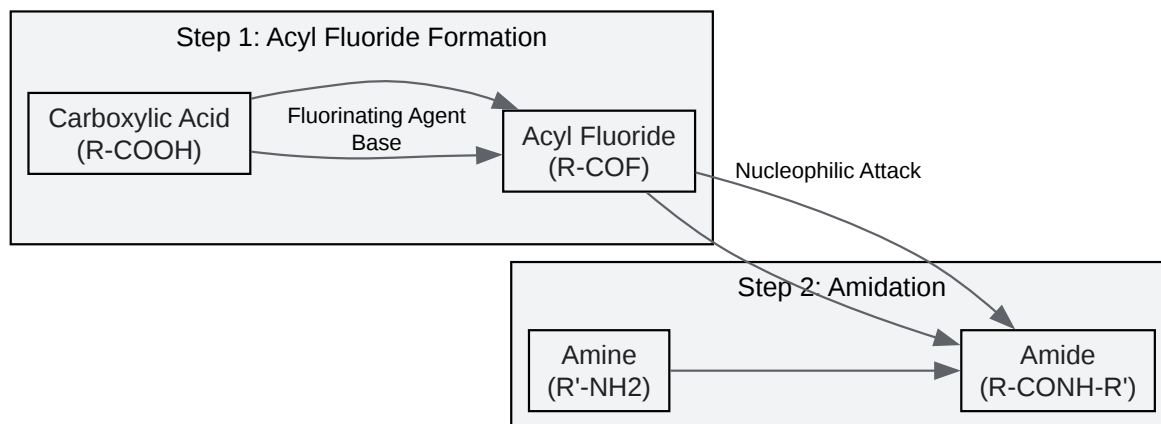 Step 1: Acyl Fluoride Formation
Carboxylic Acid
(R-COOH)
Fluorinating Agent
Base
Acyl Fluoride
(R-COF)
Nucleophilic Attack
Step 2: Amidation
Amine
(R'-NH2)
Amide
(R-CONH-R')